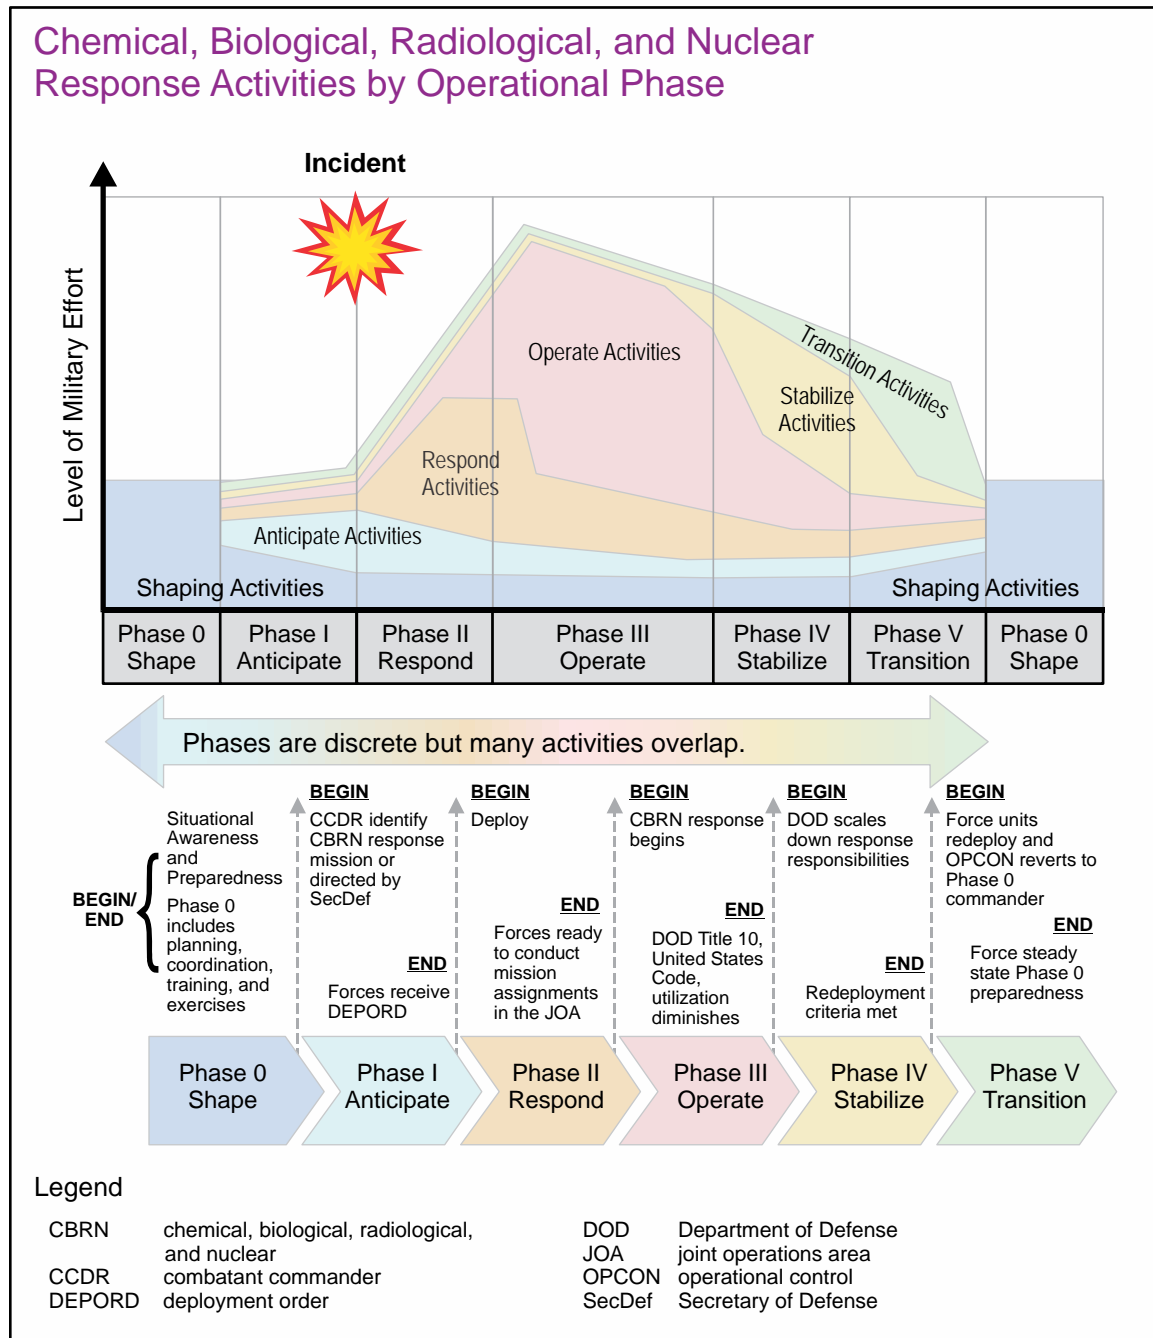 Chemical, Biological, Radiological, and Nuclear
Response Activities by Operational Phase
Incident
Level of Military Effort
Operate Activities
Transition Activities
Stabilize
Activities
Respond
Activities
Anticipate Activities
Shaping Activities
Shaping Activities
Phase 0
Shape
Phase I
Anticipate
Phase II
Respond
Phase III
Operate
Phase IV
Stabilize
Phase V
Transition
Phase 0
Shape
Phases are discrete but many activities overlap.
BEGIN/
END
Situational
Awareness
and
Preparedness
Phase 0
includes
planning,
coordination,
training, and
exercises
BEGIN
CCDR identify
CBRN response
mission or
directed by
SecDef
END
Forces receive
DEPORD
BEGIN
Deploy
END
Forces ready
to conduct
mission
assignments
in the JOA
BEGIN
CBRN response
begins
END
DOD Title 10,
United States
Code,
utilization
diminishes
BEGIN
DOD scales
down response
responsibilities
END
Redeployment
criteria met
BEGIN
Force units
redeploy and
OPCON reverts to
Phase 0
commander
END
Force steady
state Phase 0
preparedness
Phase 0
Shape
Phase I
Anticipate
Phase II
Respond
Phase III
Operate
Phase IV
Stabilize
Phase V
Transition
Legend
CBRN chemical, biological, radiological,
and nuclear
CCDR combatant commander
DEPORD deployment order
DOD Department of Defense
JOA joint operations area
OPCON operational control
SecDef Secretary of Defense